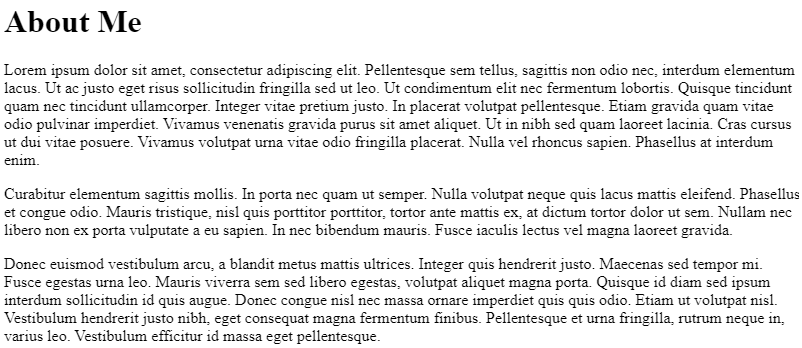 About Me
Lorem ipsum dolor sit amet, consectetur adipiscing elit. Pellentesque sem tellus, sagittis non odio nec, interdum elementum
lacus. Ut ac justo eget risus sollicitudin fringilla sed ut leo. Ut condimentum elit nec fermentum lobortis. Quisque tincidunt
quam nec tincidunt ullamcorper. Integer vitae pretium justo. In placerat volutpat pellentesque. Etiam gravida quam vitae
odio pulvinar imperdiet. Vivamus venenatis gravida purus sit amet aliquet. Ut in nibh sed quam laoreet lacinia. Cras cursus
ut dui vitae posuere. Vivamus volutpat urna vitae odio fringilla placerat. Nulla vel rhoncus sapien. Phasellus at interdum
enim.
Curabitur elementum sagittis mollis. In porta nec quam ut semper. Nulla volutpat neque quis lacus mattis eleifend. Phasellus
et congue odio. Mauris tristique, nisl quis porttitor porttitor, tortor ante mattis ex, at dictum tortor dolor ut sem. Nullam nec
libero non ex porta vulputate a eu sapien. In nec bibendum mauris. Fusce iaculis lectus vel magna laoreet gravida.
Donec euismod vestibulum arcu, a blandit metus mattis ultrices. Integer quis hendrerit justo. Maecenas sed tempor mi.
Fusce egestas urna leo. Mauris viverra sem sed libero egestas, volutpat aliquet magna porta. Quisque id diam sed ipsum
interdum sollicitudin id quis augue. Donec congue nisl nec massa ornare imperdiet quis quis odio. Etiam ut volutpat nisl.
Vestibulum hendrerit justo nibh, eget consequat magna fermentum finibus. Pellentesque et urna fringilla, rutrum neque in,
varius leo. Vestibulum efficitur id massa eget pellentesque.